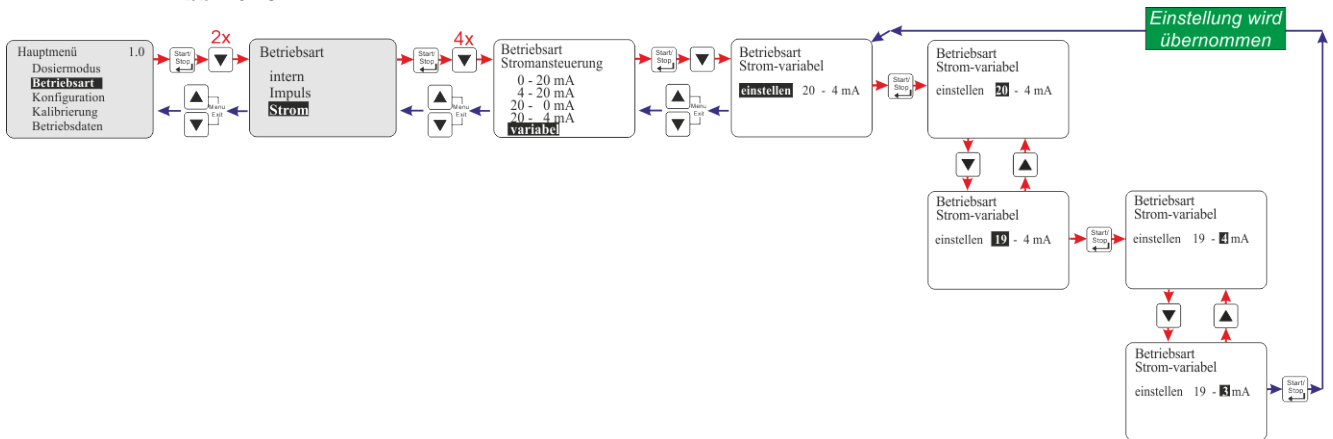 Einstellung wird
übernommen
Hauptmenü 1.0
Dosiermodus
Betriebsart
Konfiguration
Kalibrierung
Betriebsdaten
Start/
Stop
2x
Menu
Exit
Betriebsart
intern
Impuls
Strom
Start/
Stop
4x
Menu
Exit
Betriebsart
Stromansteuerung
0 - 20 mA
4 - 20 mA
20 - 0 mA
20 - 4 mA
variabel
Start/
Stop
Menu
Exit
Betriebsart
Strom-variabel
einstellen 20 - 4 mA
Start/
Stop
Betriebsart
Strom-variabel
einstellen 20 - 4 mA
Betriebsart
Strom-variabel
einstellen 19 - 4 mA
Start/
Stop
Betriebsart
Strom-variabel
einstellen 19 - 4 mA
Betriebsart
Strom-variabel
einstellen 19 - 3 mA
Start/
Stop